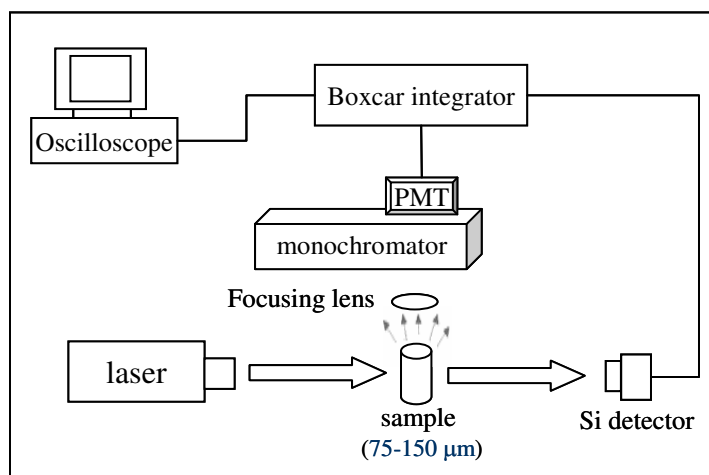 Boxcar integrator
Oscilloscope
PMT
monochromator
Focusing lens
laser
sample
(75-150 μm)
Si detector